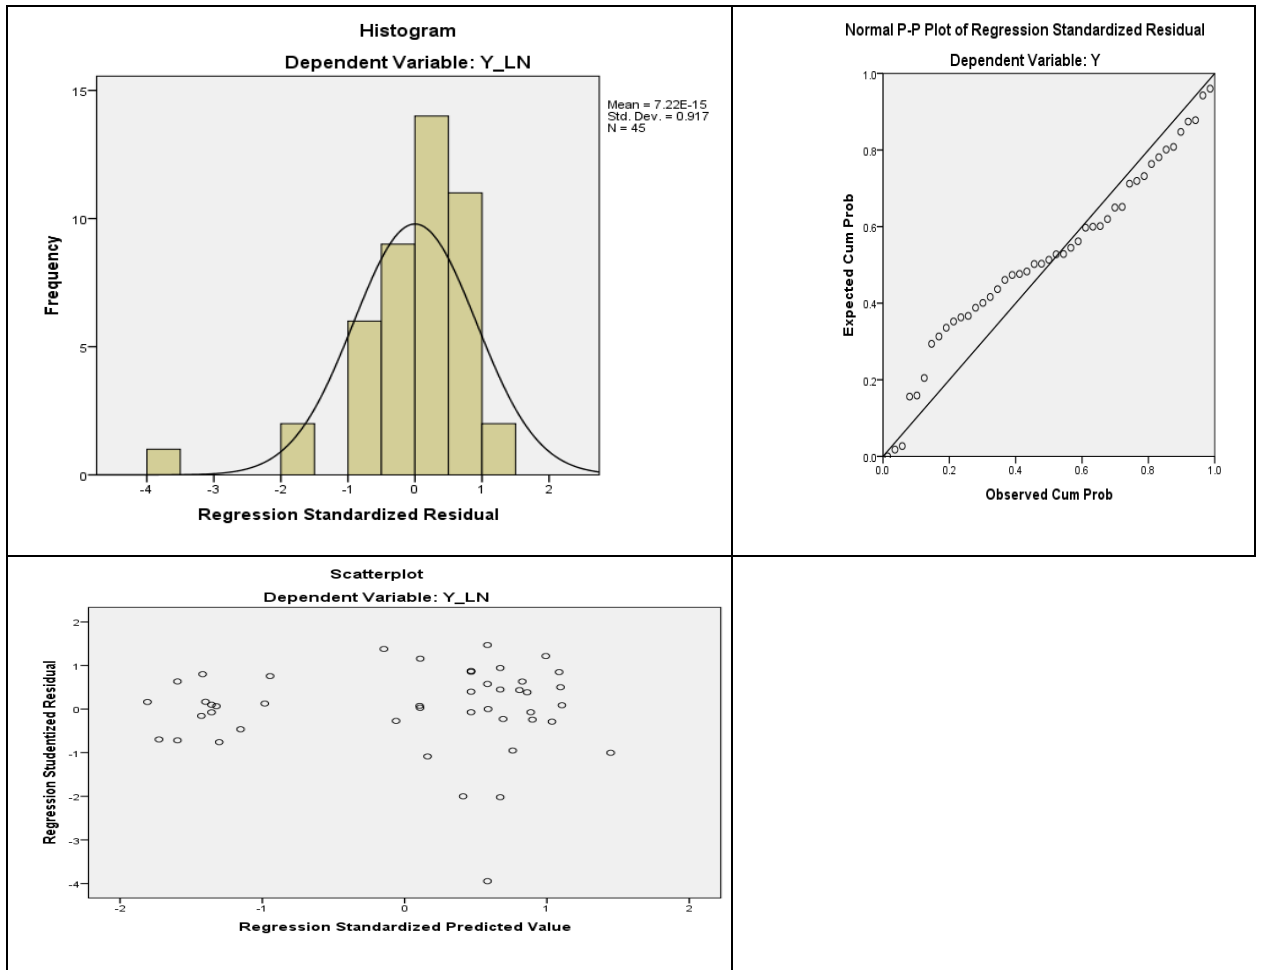 Histogram
Dependent Variable: Y_LN
15
10
5
0
Frequency
-4
-3
-2
-1
0
1
2
Regression Standardized Residual
Mean = 7.22E-15
Std. Dev. = 0.917
N = 45
Normal P-P Plot of Regression Standardized Residual
Dependent Variable: Y
1.0
0.8
0.6
0.4
0.2
0.0
Expected Cum Prob
0.0
0.2
0.4
0.6
0.8
1.0
Observed Cum Prob
Scatterplot
Dependent Variable: Y_LN
2
1
0
-1
-2
-3
-4
Regression Studentized Residual
-2
-1
0
1
2
Regression Standardized Predicted Value